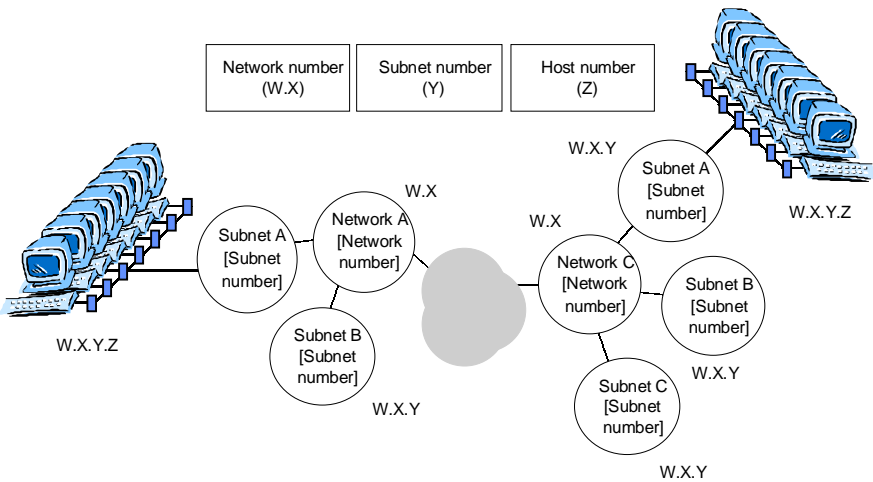 Network number
(W.X)
Subnet number
(Y)
Host number
(Z)
W.X.Y
Subnet A
[Subnet
number]
W.X.Y.Z
W.X
Network A
[Network
number]
Subnet A
[Subnet
number]
W.X
Network C
[Network
number]
Subnet B
[Subnet
number]
Subnet B
[Subnet
number]
W.X.Y.Z
W.X.Y
W.X.Y
Subnet C
[Subnet
number]
W.X.Y